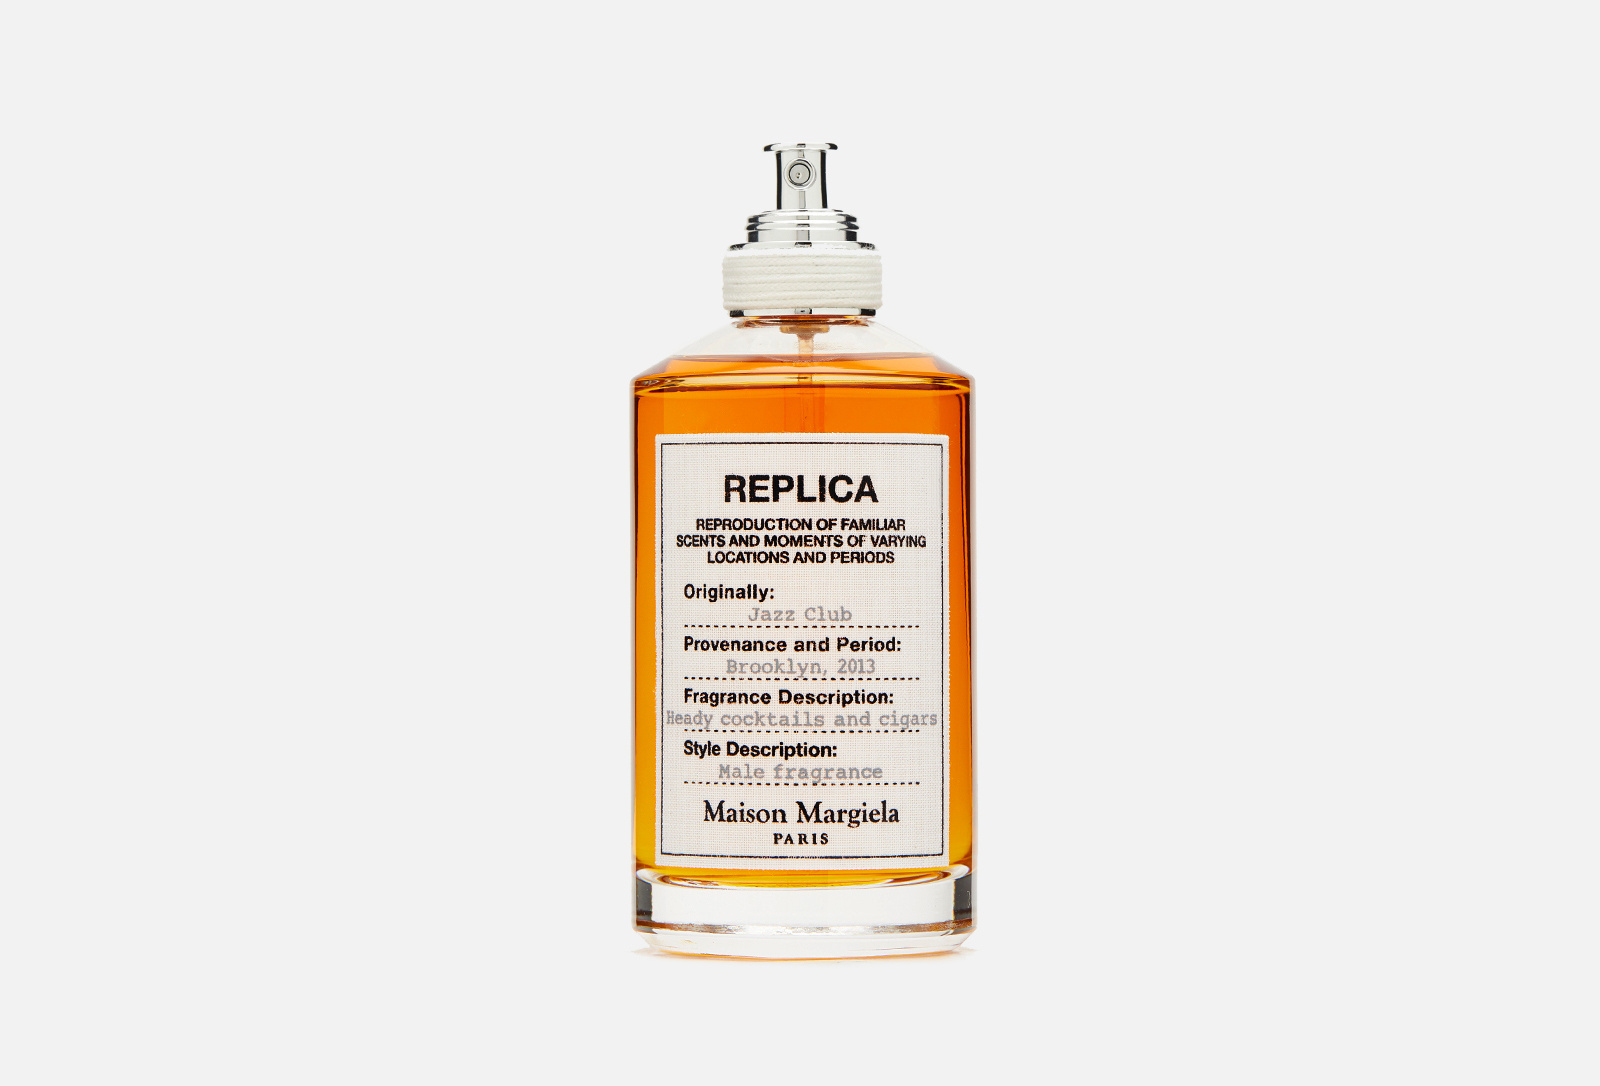 REPLICA
REPRODUCTION OF FAMILIAR
SCENTS AND MOMENTS OF VARYING
LOCATIONS AND PERIODS
Originally:
Jazz Club
Provenance and Period:
Brooklyn, 2013
Fragrance Description:
Heady cocktails and cigars
Style Description:
Male fragrance
Maison Margiela
PARIS